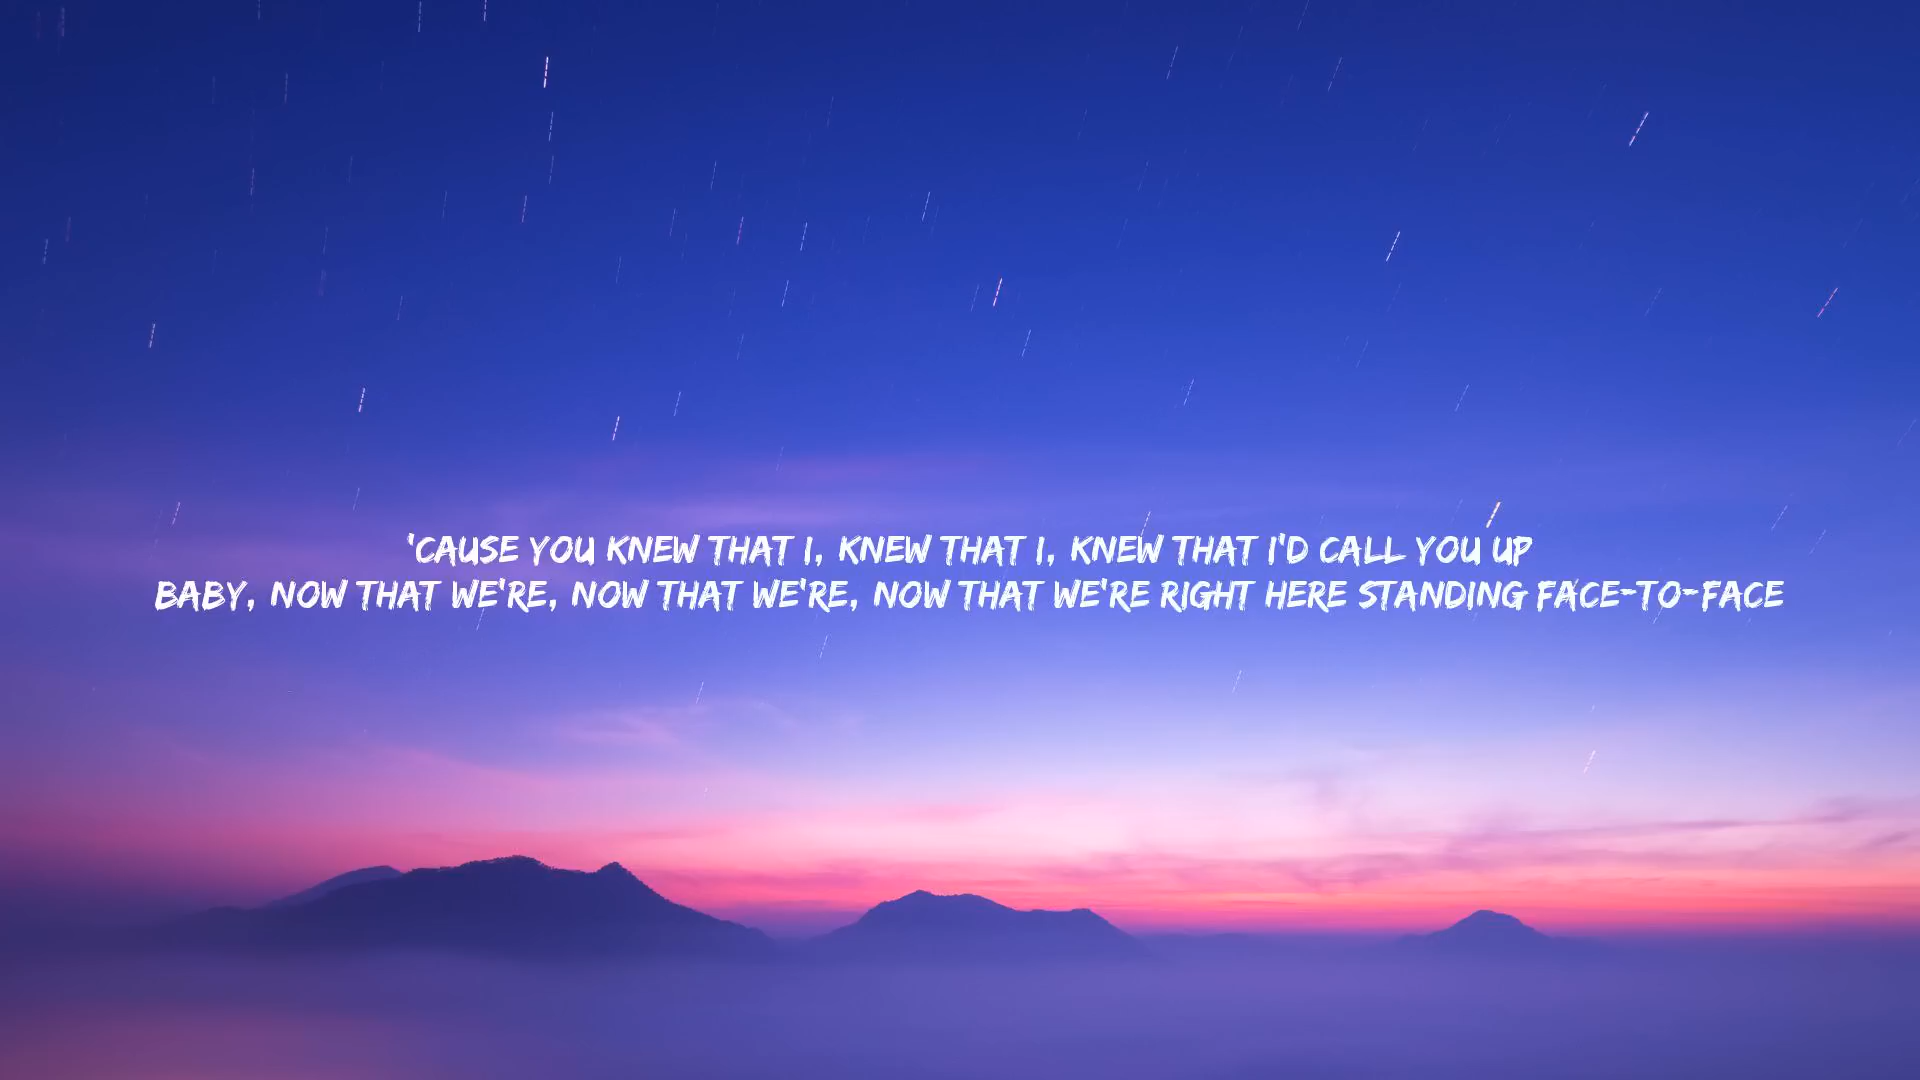 'CAUSE YOU KNEW THAT I, KNEW THAT I, KNEW THAT I'D CALL YOU UP
BABY, NOW THAT WE'RE, NOW THAT WE'RE, NOW THAT WE'RE RIGHT HERE STANDING FACE-TO-FACE